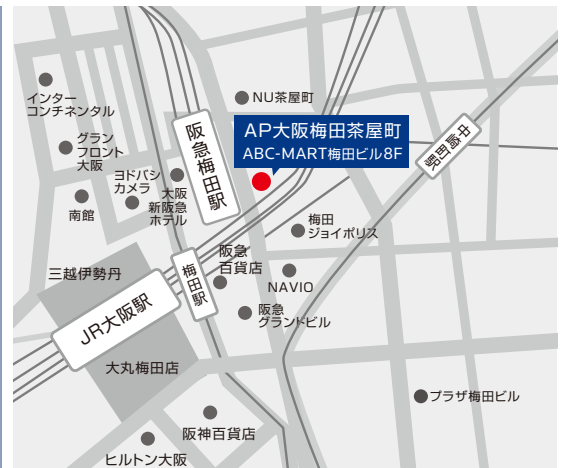 インター
コンチネンタル
NU茶屋町
グラン
フロント
大阪
阪急梅田駅
AP大阪梅田茶屋町
ABC-MART梅田ビル8F
中崎町駅
ヨドバシ
カメラ
大阪
新阪急
ホテル
南館
梅田
ジョイポリス
三越伊勢丹
梅田駅
阪急
百貨店
NAVIO
JR大阪駅
阪急
グランドビル
大丸梅田店
プラザ梅田ビル
阪神百貨店
ヒルトン大阪